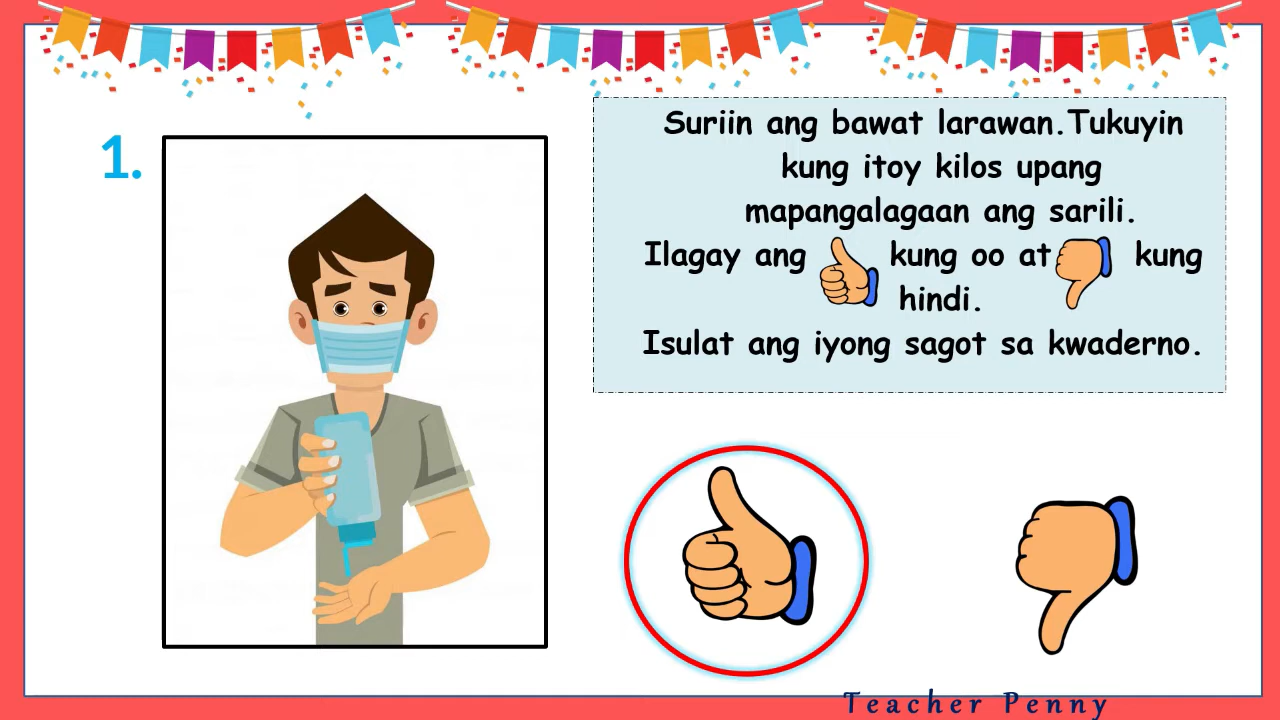 1.
Suriin ang bawat larawan.Tukuyin
kung itoy kilos upang
mapangalagaan ang sarili.
Ilagay ang kung oo at kung
hindi.
Isulat ang iyong sagot sa kwaderno.
Teacher Penny